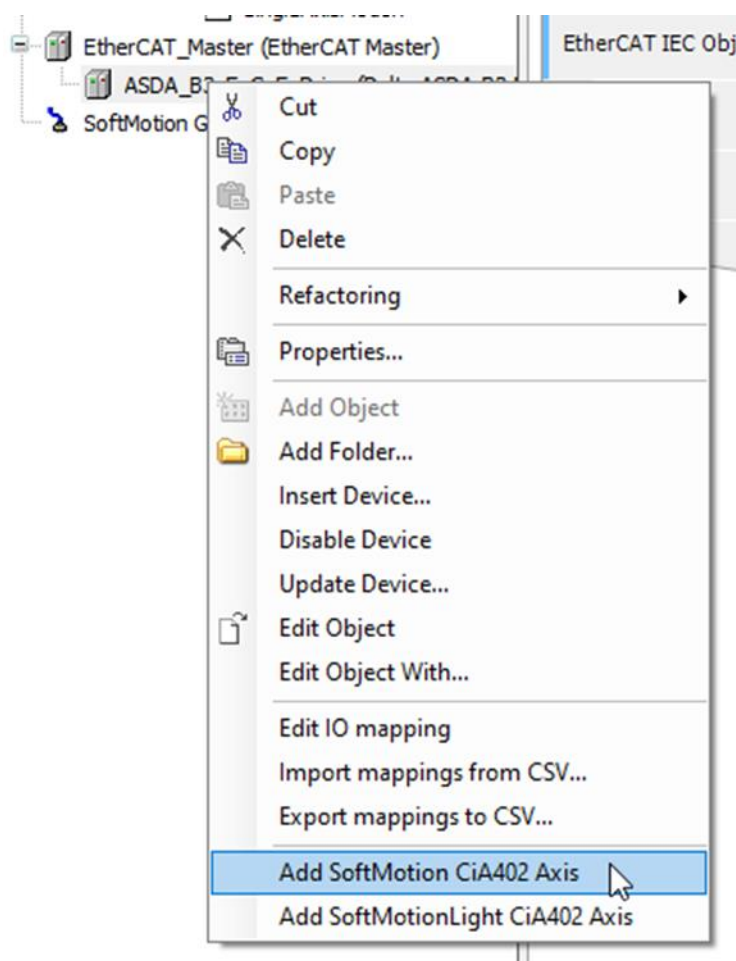 EtherCAT_Master (EtherCAT Master)
EtherCAT IEC Obj
ASDA_B3
SoftMotion G
Cut
Copy
Paste
Delete
Refactoring
Properties...
Add Object
Add Folder...
Insert Device...
Disable Device
Update Device...
Edit Object
Edit Object With...
Edit IO mapping
Import mappings from CSV...
Export mappings to CSV...
Add SoftMotion CiA402 Axis
Add SoftMotionLight CiA402 Axis